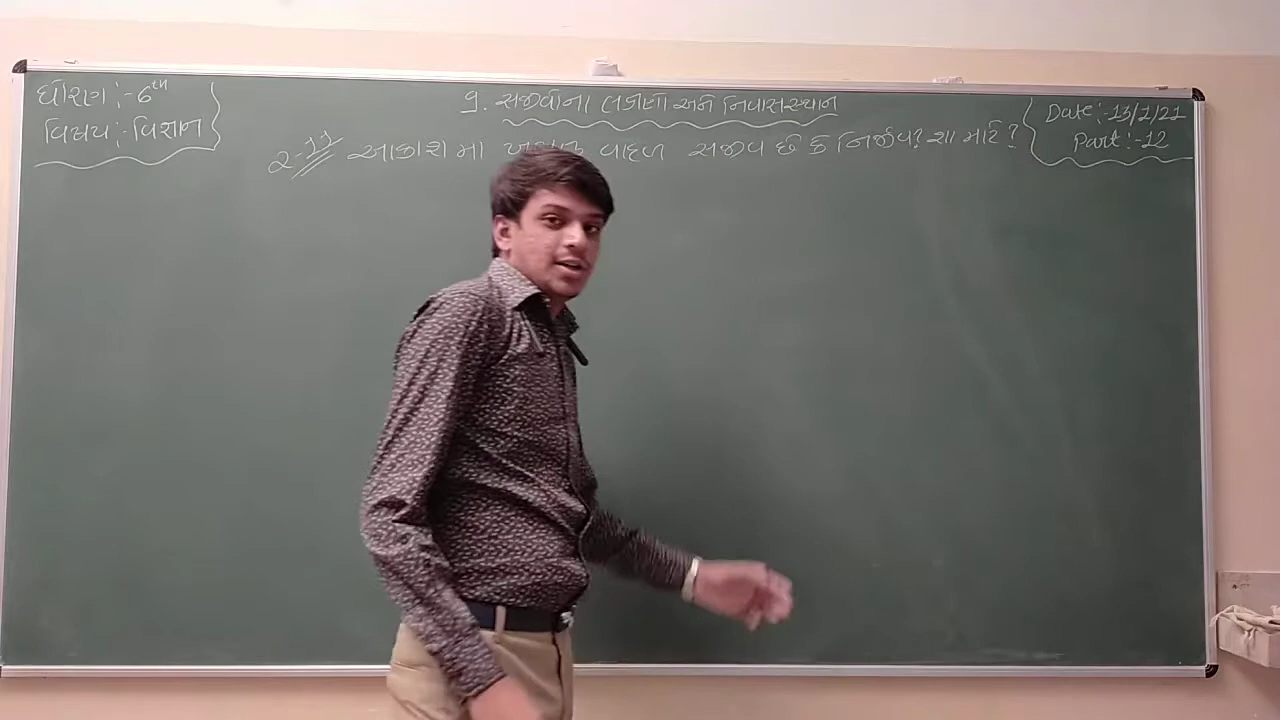 ધોરણ :- 6th
વિષય :- વિજ્ઞાન
9. સજીવોના લક્ષણો અને નિવાસસ્થાન
Date :- 13/1/21
Part :- 12
2-11 આકાશ માં વાદળ સજીવ છે કે નિર્જીવ? શા માટે?